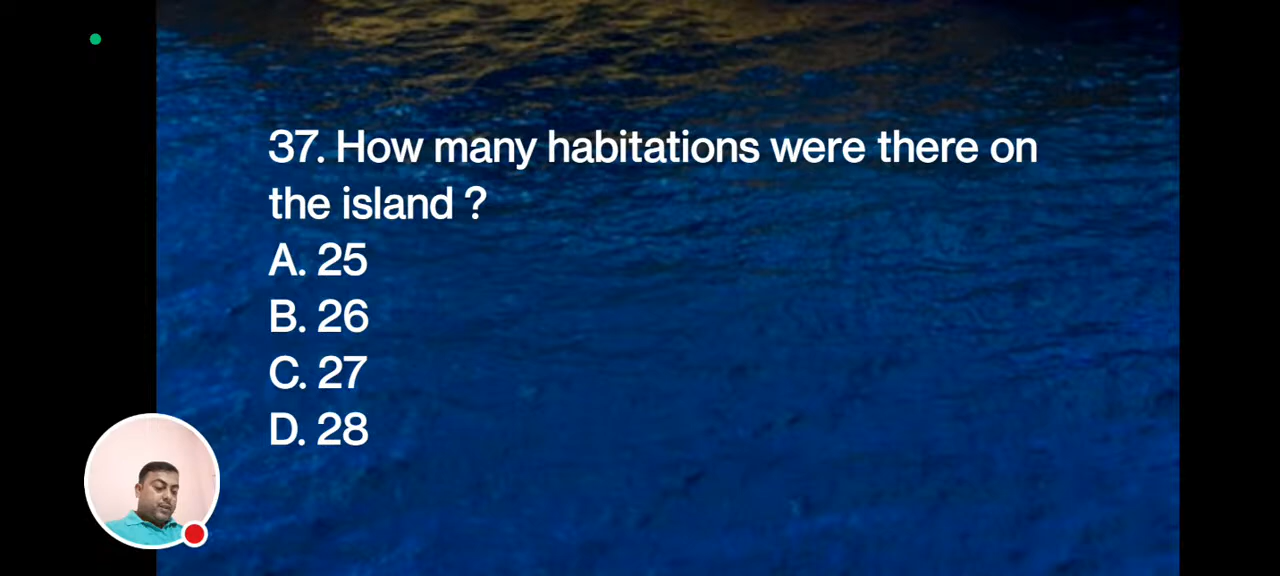 37. How many habitations were there on
the island ?
A. 25
B. 26
C. 27
D. 28